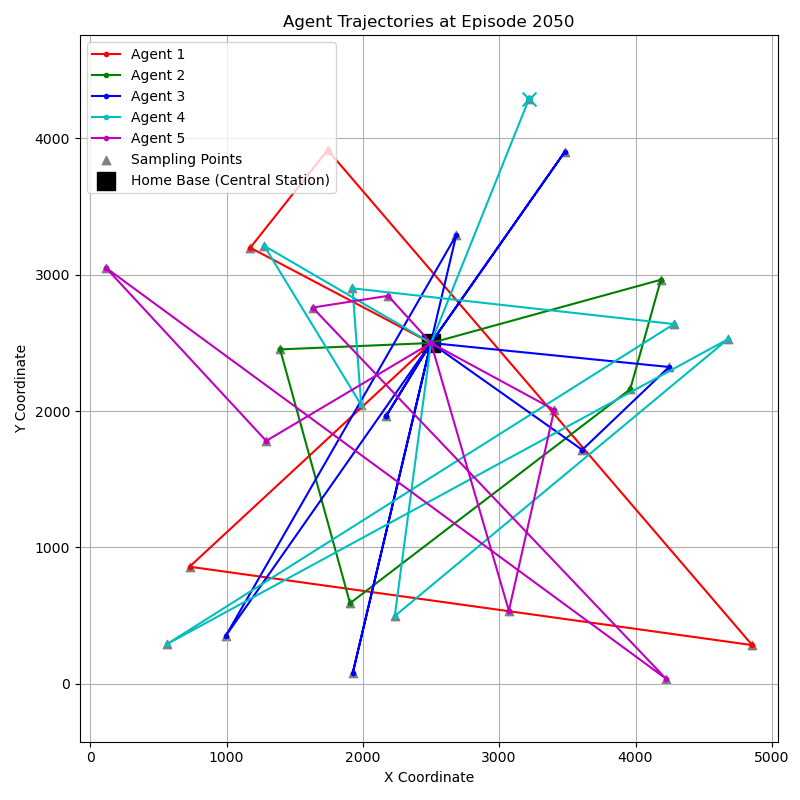 Agent Trajectories at Episode 2050
Agent 1
Agent 2
Agent 3
Agent 4
Agent 5
Sampling Points
Home Base (Central Station)
Y Coordinate
4000
3000
2000
1000
0
0 1000 2000 3000 4000 5000
X Coordinate